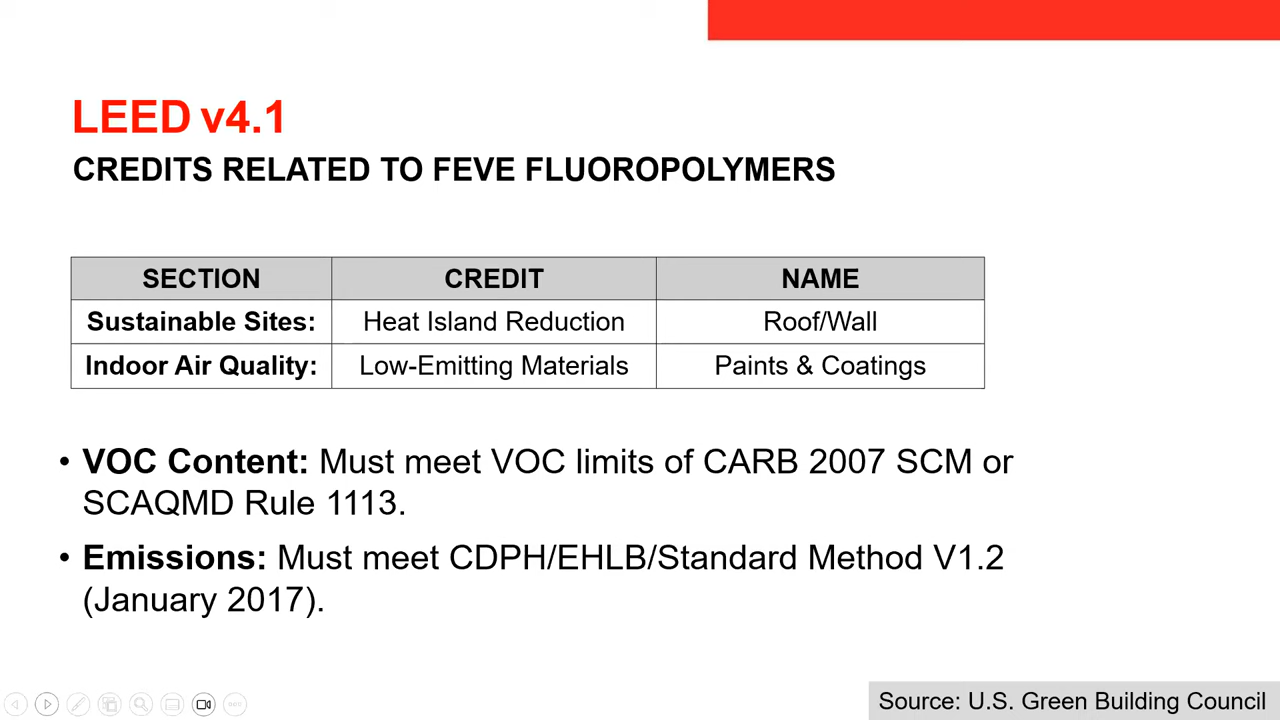 LEED v4.1
CREDITS RELATED TO FEVE FLUOROPOLYMERS
SECTION CREDIT NAME
Sustainable Sites: Heat Island Reduction Roof/Wall
Indoor Air Quality: Low-Emitting Materials Paints & Coatings
• VOC Content: Must meet VOC limits of CARB 2007 SCM or
SCAQMD Rule 1113.
• Emissions: Must meet CDPH/EHLB/Standard Method V1.2
(January 2017).
Source: U.S. Green Building Council